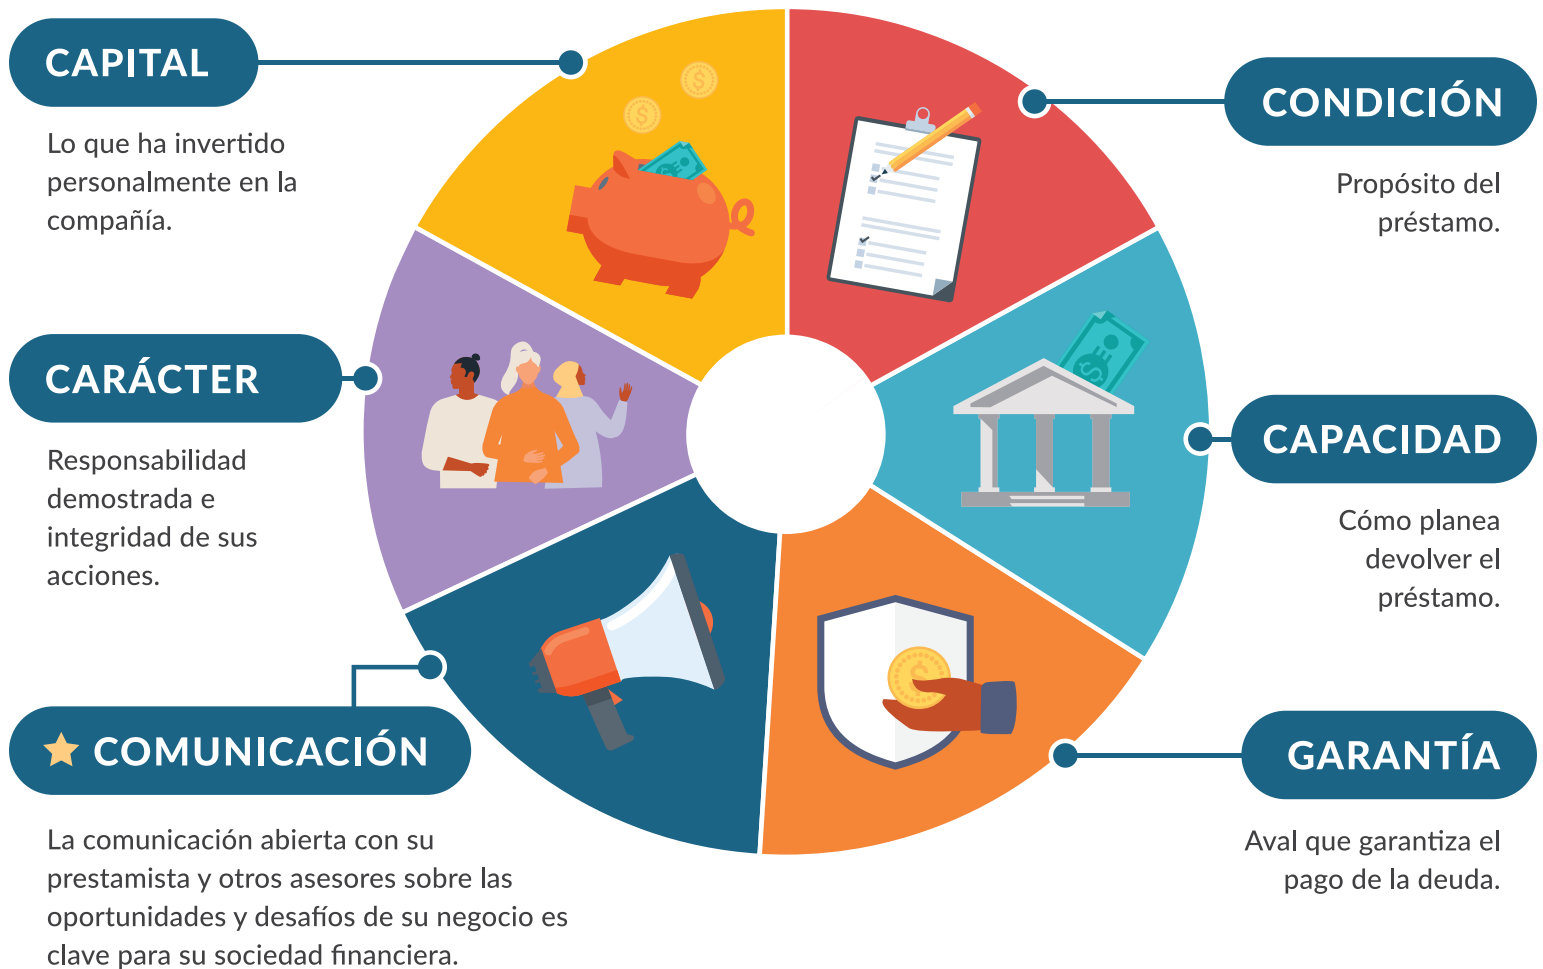 CAPITAL
Lo que ha invertido
personalmente en la
compañía.
CARÁCTER
Responsabilidad
demostrada e
integridad de sus
acciones.
COMUNICACIÓN
La comunicación abierta con su
prestamista y otros asesores sobre las
oportunidades y desafíos de su negocio es
clave para su sociedad financiera.
CONDICIÓN
Propósito del
préstamo.
CAPACIDAD
Cómo planea
devolver el
préstamo.
GARANTÍA
Aval que garantiza el
pago de la deuda.